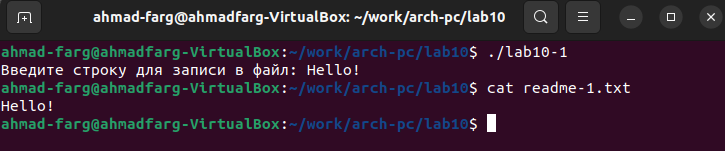 ahmad-farg@ahmadfarg-VirtualBox: ~/work/arch-pc/lab10
ahmad-farg@ahmadfarg-VirtualBox:~/work/arch-pc/lab10$ ./lab10-1
Введите строку для записи в файл: Hello!
ahmad-farg@ahmadfarg-VirtualBox:~/work/arch-pc/lab10$ cat readme-1.txt
Hello!
ahmad-farg@ahmadfarg-VirtualBox:~/work/arch-pc/lab10$